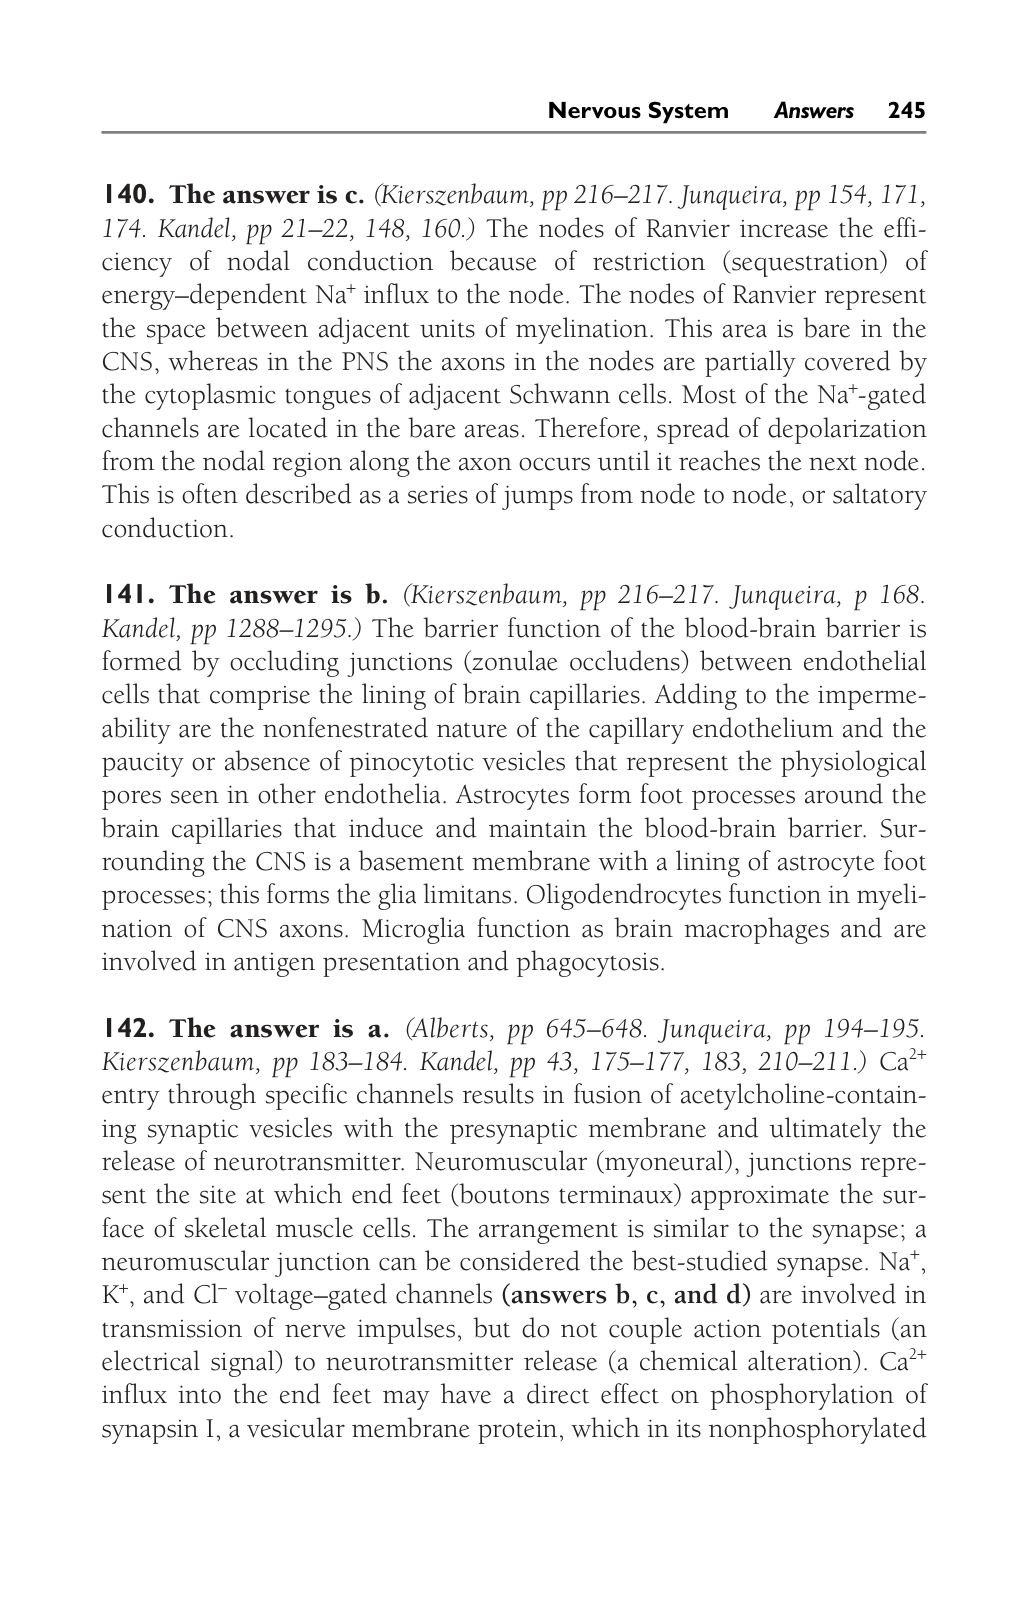 Nervous System Answers 245
140. The answer is c. (Kierszenbaum, pp 216–217. Junqueira, pp 154, 171,
174. Kandel, pp 21–22, 148, 160.) The nodes of Ranvier increase the effi-
ciency of nodal conduction because of restriction (sequestration) of
energy–dependent Na⁺ influx to the node. The nodes of Ranvier represent
the space between adjacent units of myelination. This area is bare in the
CNS, whereas in the PNS the axons in the nodes are partially covered by
the cytoplasmic tongues of adjacent Schwann cells. Most of the Na⁺-gated
channels are located in the bare areas. Therefore, spread of depolarization
from the nodal region along the axon occurs until it reaches the next node.
This is often described as a series of jumps from node to node, or saltatory
conduction.
141. The answer is b. (Kierszenbaum, pp 216–217. Junqueira, p 168.
Kandel, pp 1288–1295.) The barrier function of the blood-brain barrier is
formed by occluding junctions (zonulae occludens) between endothelial
cells that comprise the lining of brain capillaries. Adding to the imperme-
ability are the nonfenestrated nature of the capillary endothelium and the
paucity or absence of pinocytotic vesicles that represent the physiological
pores seen in other endothelia. Astrocytes form foot processes around the
brain capillaries that induce and maintain the blood-brain barrier. Sur-
rounding the CNS is a basement membrane with a lining of astrocyte foot
processes; this forms the glia limitans. Oligodendrocytes function in myeli-
nation of CNS axons. Microglia function as brain macrophages and are
involved in antigen presentation and phagocytosis.
142. The answer is a. (Alberts, pp 645–648. Junqueira, pp 194–195.
Kierszenbaum, pp 183–184. Kandel, pp 43, 175–177, 183, 210–211.) Ca²⁺
entry through specific channels results in fusion of acetylcholine-contain-
ing synaptic vesicles with the presynaptic membrane and ultimately the
release of neurotransmitter. Neuromuscular (myoneural), junctions repre-
sent the site at which end feet (boutons terminaux) approximate the sur-
face of skeletal muscle cells. The arrangement is similar to the synapse; a
neuromuscular junction can be considered the best-studied synapse. Na⁺,
K⁺, and Cl⁻ voltage–gated channels (answers b, c, and d) are involved in
transmission of nerve impulses, but do not couple action potentials (an
electrical signal) to neurotransmitter release (a chemical alteration). Ca²⁺
influx into the end feet may have a direct effect on phosphorylation of
synapsin I, a vesicular membrane protein, which in its nonphosphorylated